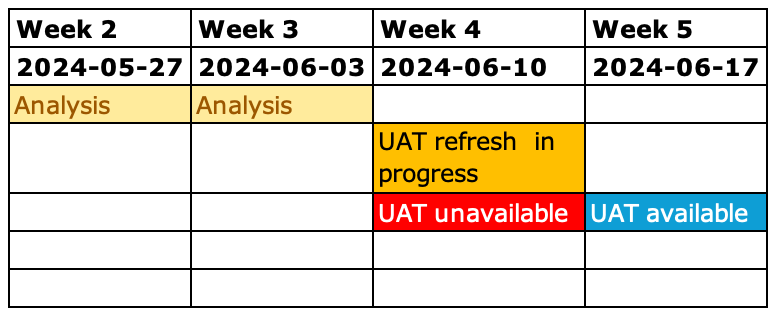 Week 2 Week 3 Week 4 Week 5
2024-05-27 2024-06-03 2024-06-10 2024-06-17
Analysis Analysis
UAT refresh in
progress
UAT unavailable UAT available